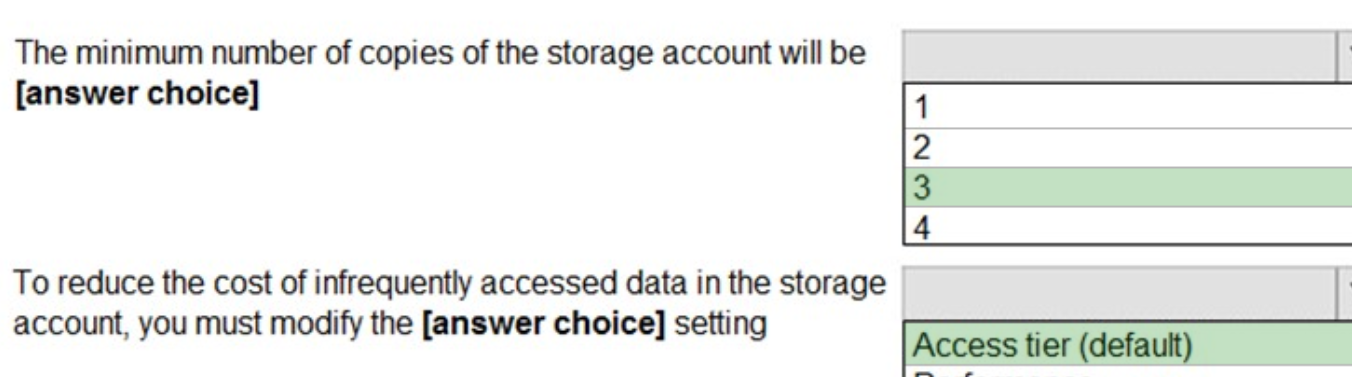 The minimum number of copies of the storage account will be
[answer choice]
1
2
3
4
To reduce the cost of infrequently accessed data in the storage
account, you must modify the [answer choice] setting
Access tier (default)